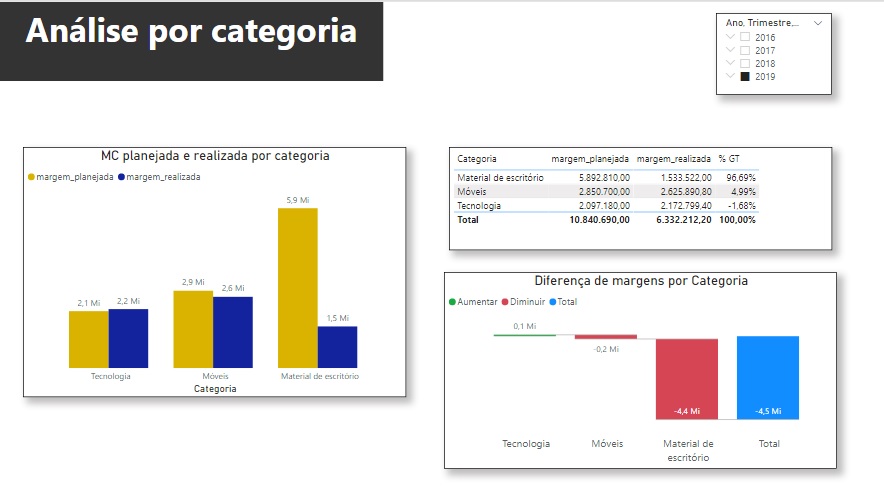 Análise por categoria
Ano, Trimestre,...
2016
2017
2018
2019
MC planejada e realizada por categoria
margem_planejada margem_realizada
5,9 Mi
2,9 Mi
2,6 Mi
2,1 Mi
2,2 Mi
1,5 Mi
Tecnologia Móveis Material de escritório
Categoria
Categoria margem_planejada margem_realizada % GT
Material de escritório 5.892.810,00 1.533.522,00 96,69%
Móveis 2.850.700,00 2.625.890,80 4,99%
Tecnologia 2.097.180,00 2.172.799,40 -1,68%
Total 10.840.690,00 6.332.212,20 100,00%
Diferença de margens por Categoria
Aumentar Diminuir Total
0,1 Mi
-0,2 Mi
-4,4 Mi
-4,5 Mi
Tecnologia Móveis Material de Total
escritório